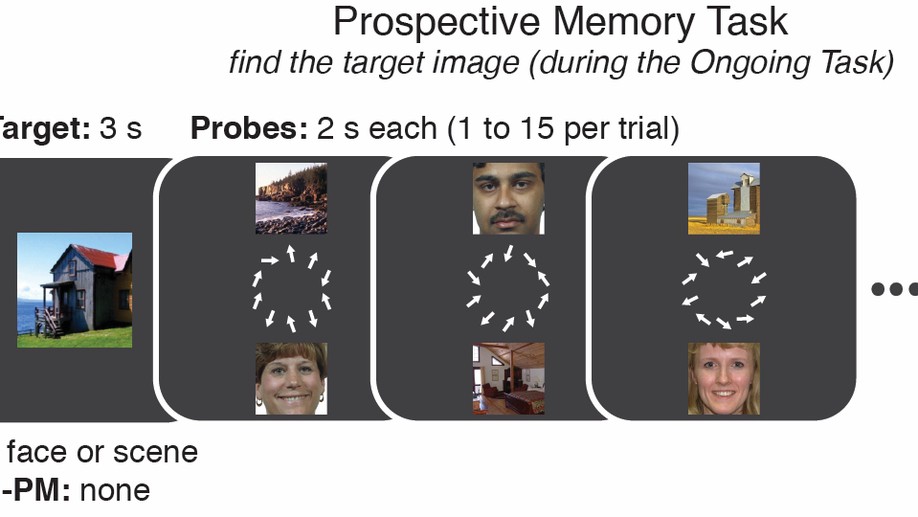 Prospective Memory Task
find the target image (during the Ongoing Task)
Target: 3 s Probes: 2 s each (1 to 15 per trial)
face or scene
-PM: none